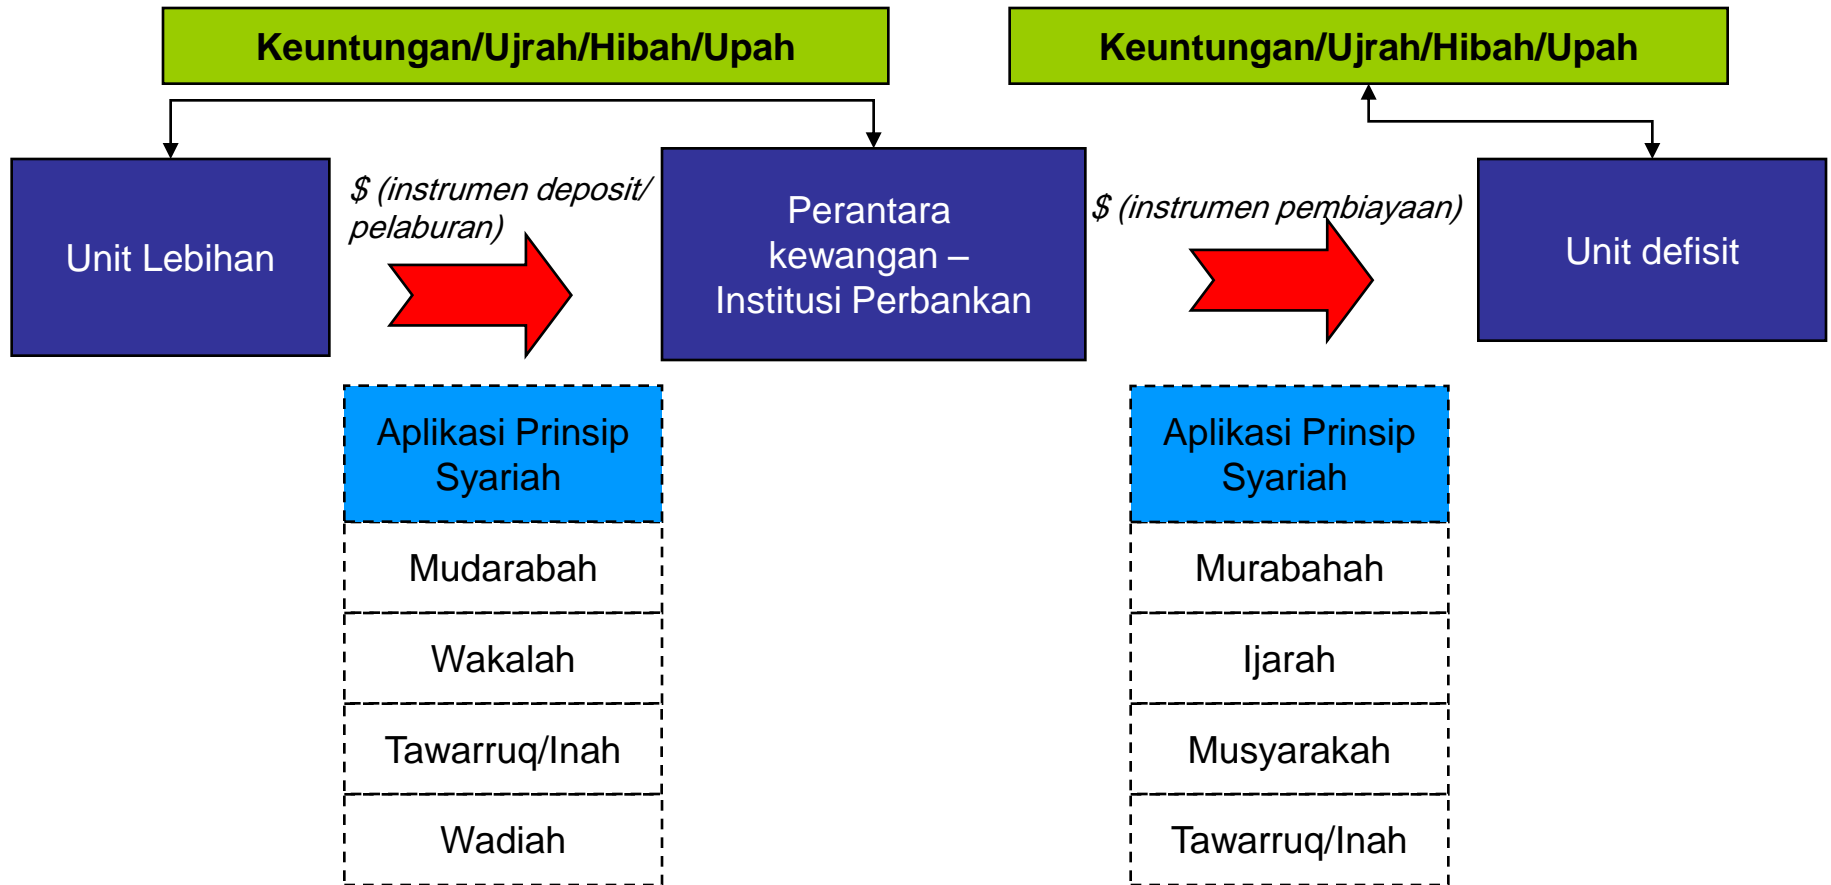 Keuntungan/Ujrah/Hibah/Upah
Keuntungan/Ujrah/Hibah/Upah
Unit Lebihan
$ (instrumen deposit/
pelaburan)
Perantara
kewangan –
Institusi Perbankan
$ (instrumen pembiayaan)
Unit defisit
Aplikasi Prinsip
Syariah
Mudarabah
Wakalah
Tawarruq/Inah
Wadiah
Aplikasi Prinsip
Syariah
Murabahah
Ijarah
Musyarakah
Tawarruq/Inah